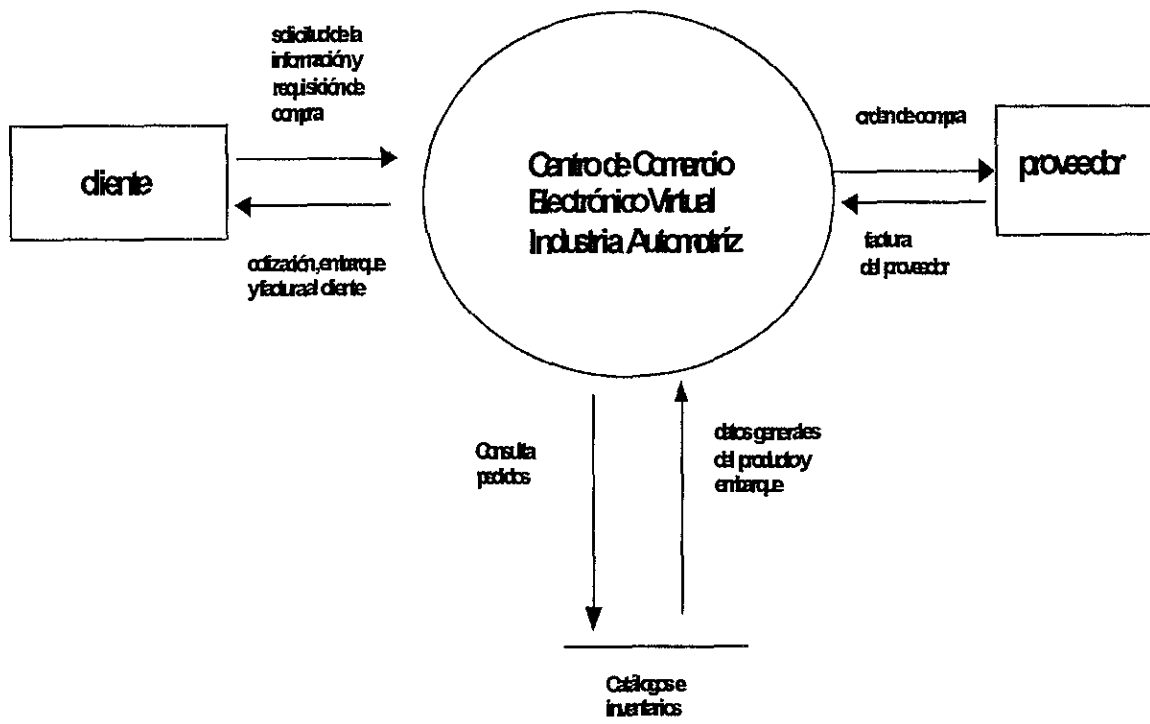 solicitud de la
información y
requisición de
compra
cliente
cotización, embarque
y factura al cliente
Centro de Comercio
Electrónico Virtual
Industria Automotríz
orden de compra
proveedor
factura
del proveedor
Consulta
pedidos
datos generales
del producto y
embarque
Catálogos e
inventarios